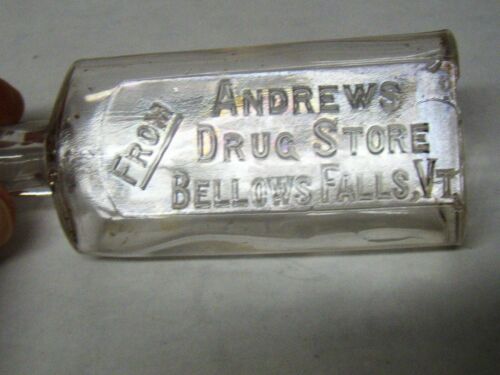 FROM
ANDREWS
DRUG STORE
BELLOWS FALLS, VT.